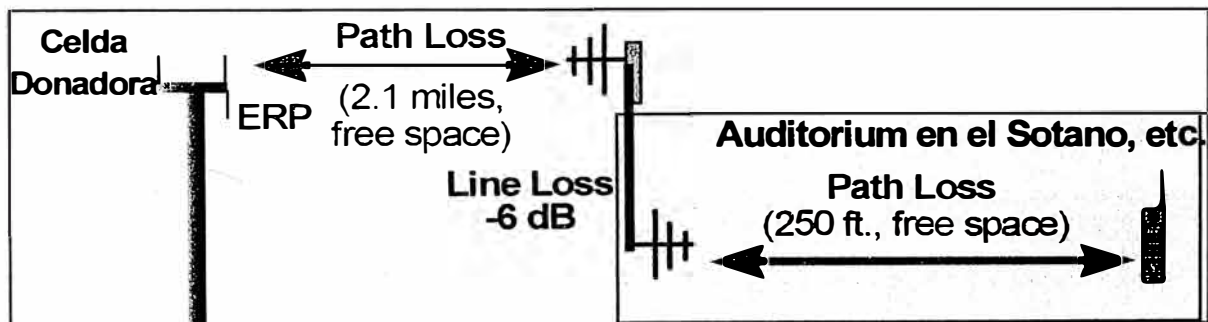 Celda
Donadora
Path Loss
(2.1 miles,
free space)
ERP
Line Loss
-6 dB
Auditorium en el Sotano, etc.
Path Loss
(250 ft., free space)